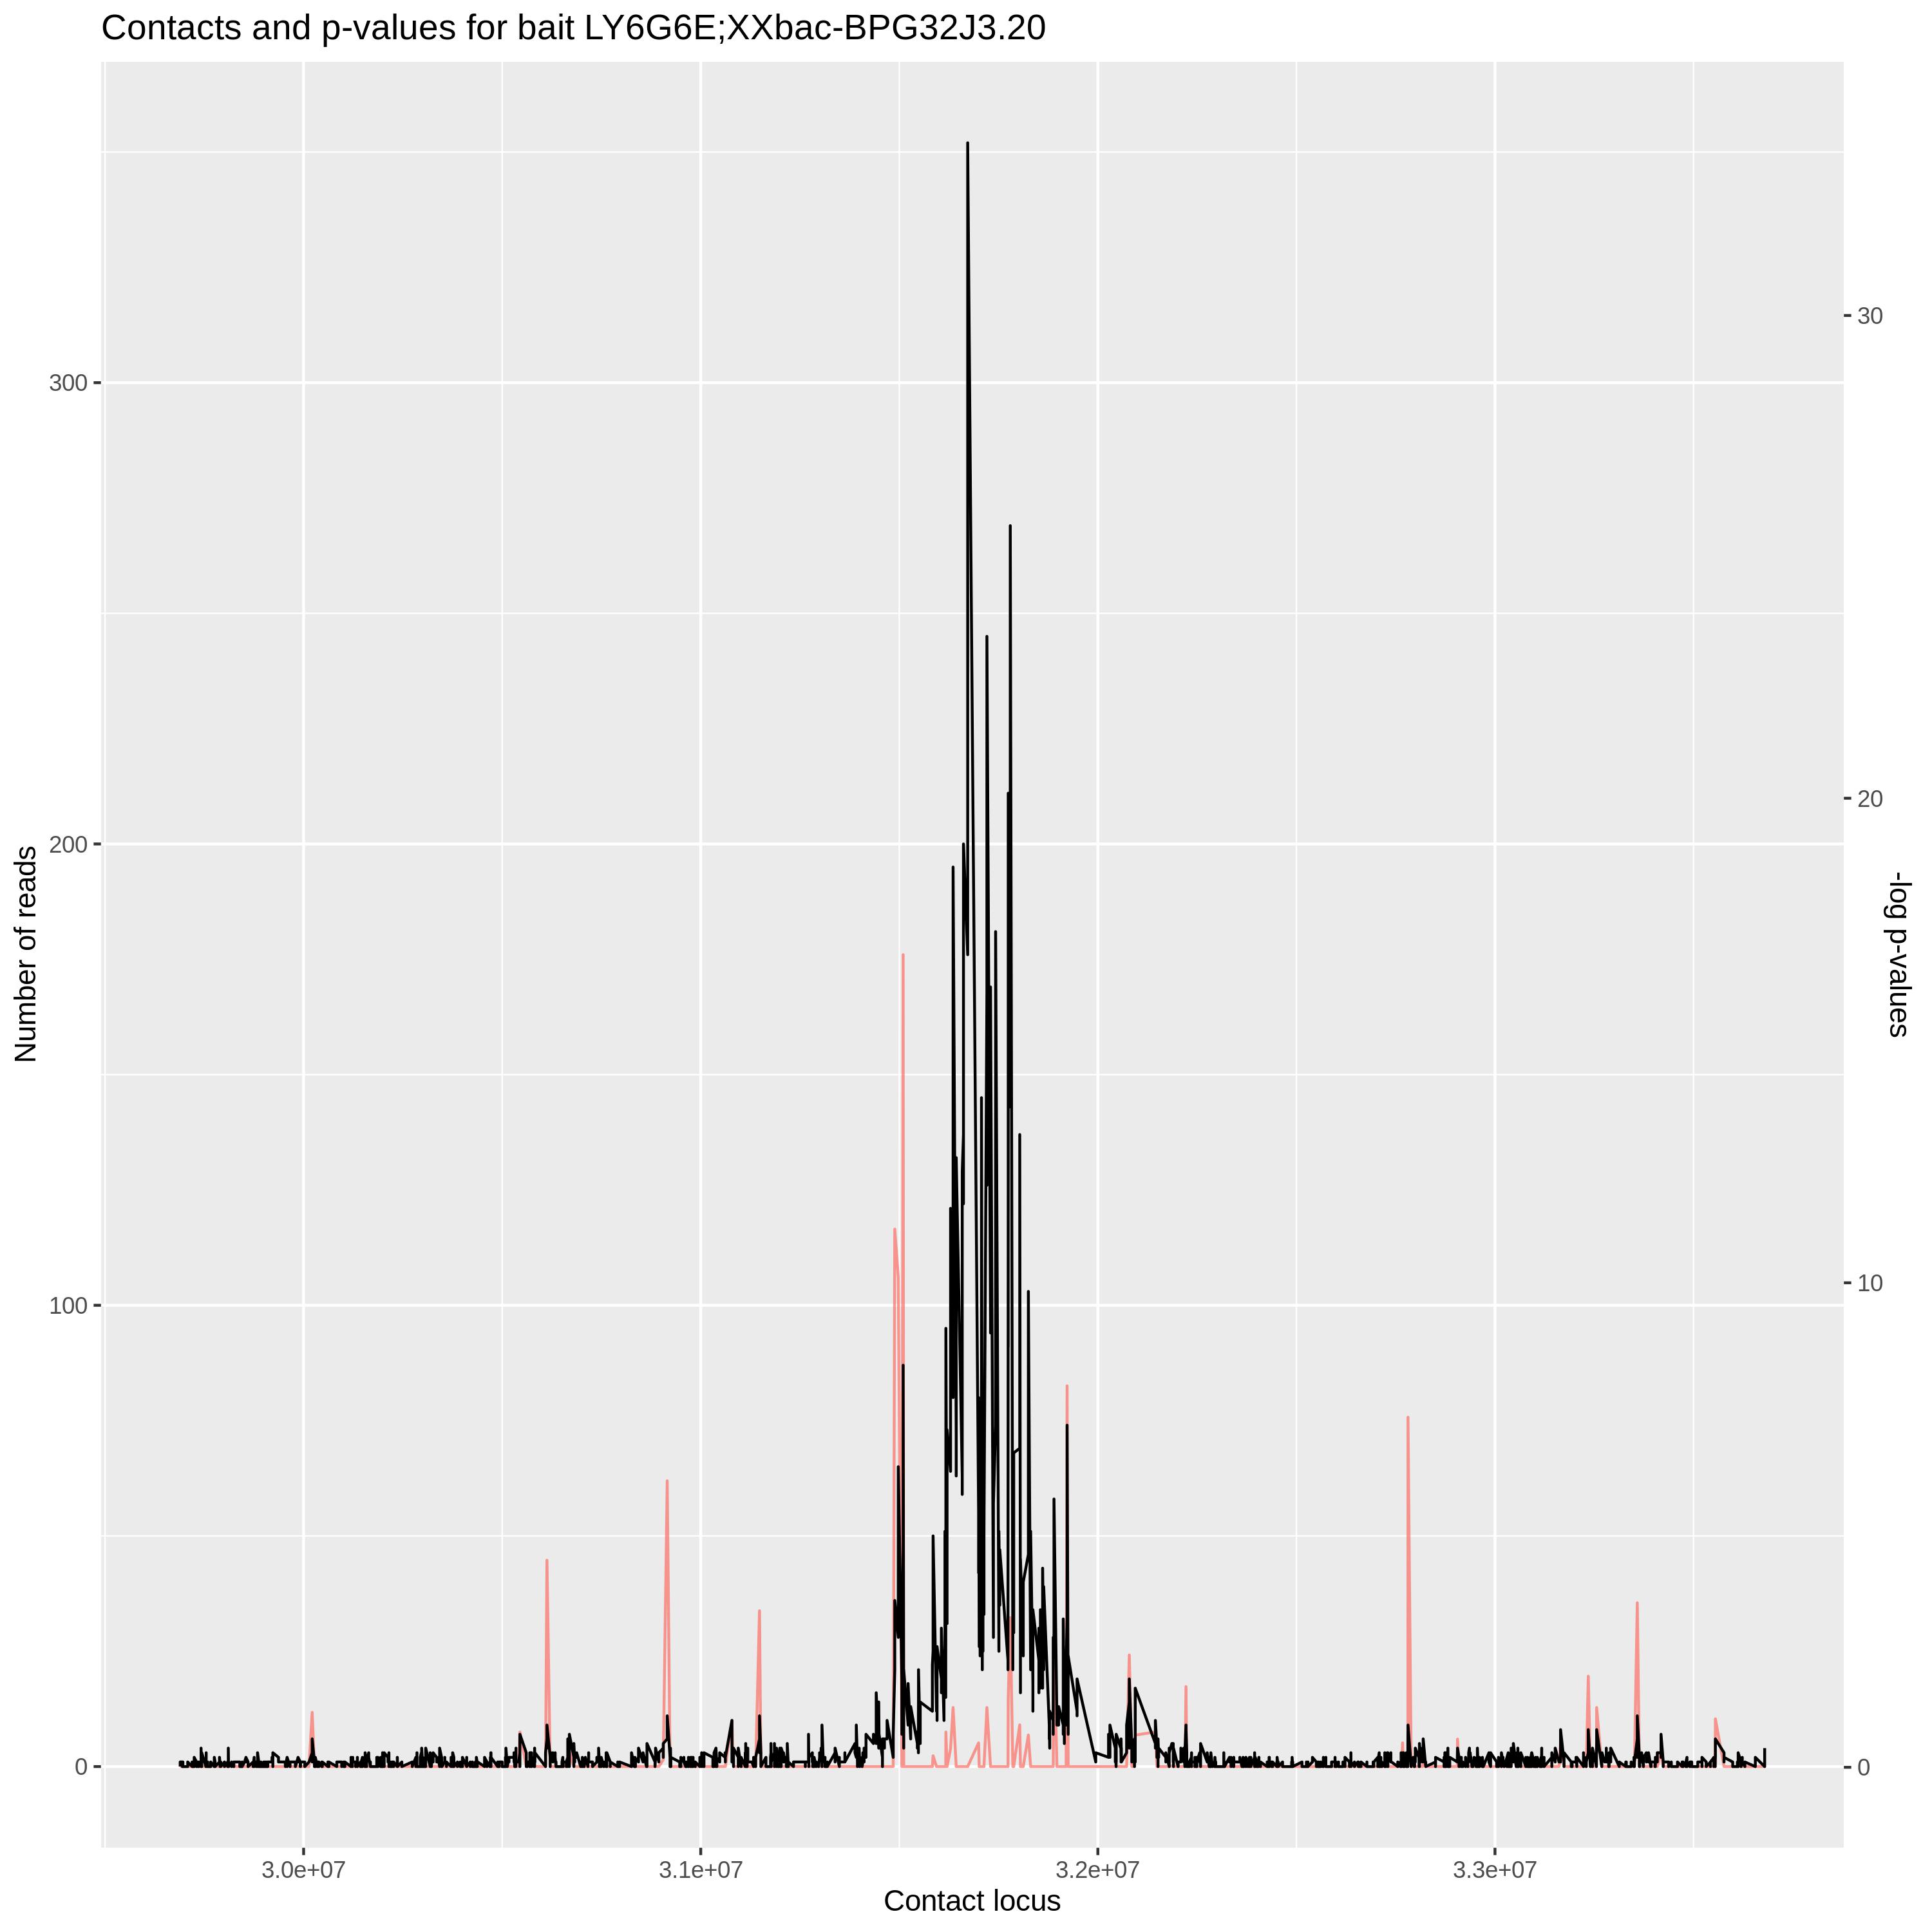 Contacts and p-values for bait LY6G6E;XXbac-BPG32J3.20
Number of reads
300
200
100
0
30
20
10
0
-log p-values
3.0e+07
3.1e+07
3.2e+07
3.3e+07
Contact locus